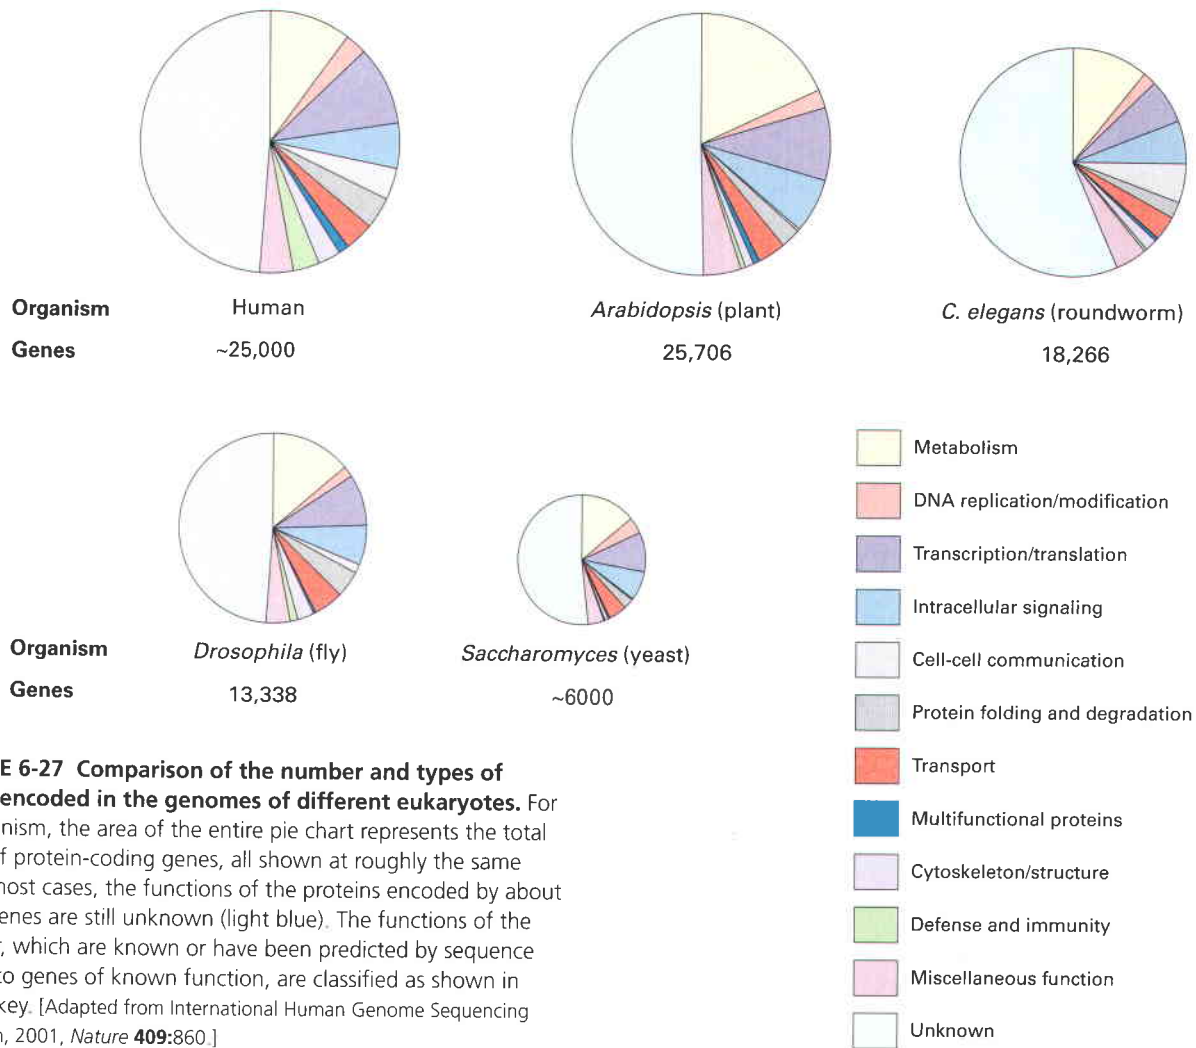 Organism Human Arabidopsis (plant) C. elegans (roundworm)
Genes ~25,000 25,706 18,266
Organism Drosophila (fly) Saccharomyces (yeast)
Genes 13,338 ~6000
Metabolism
DNA replication/modification
Transcription/translation
Intracellular signaling
Cell-cell communication
Protein folding and degradation
Transport
Multifunctional proteins
Cytoskeleton/structure
Defense and immunity
Miscellaneous function
Unknown
E 6-27 Comparison of the number and types of
encoded in the genomes of different eukaryotes. For
nism, the area of the entire pie chart represents the total
f protein-coding genes, all shown at roughly the same
nost cases, the functions of the proteins encoded by about
enes are still unknown (light blue). The functions of the
, which are known or have been predicted by sequence
to genes of known function, are classified as shown in
key. [Adapted from International Human Genome Sequencing
n, 2001, Nature 409:860.]